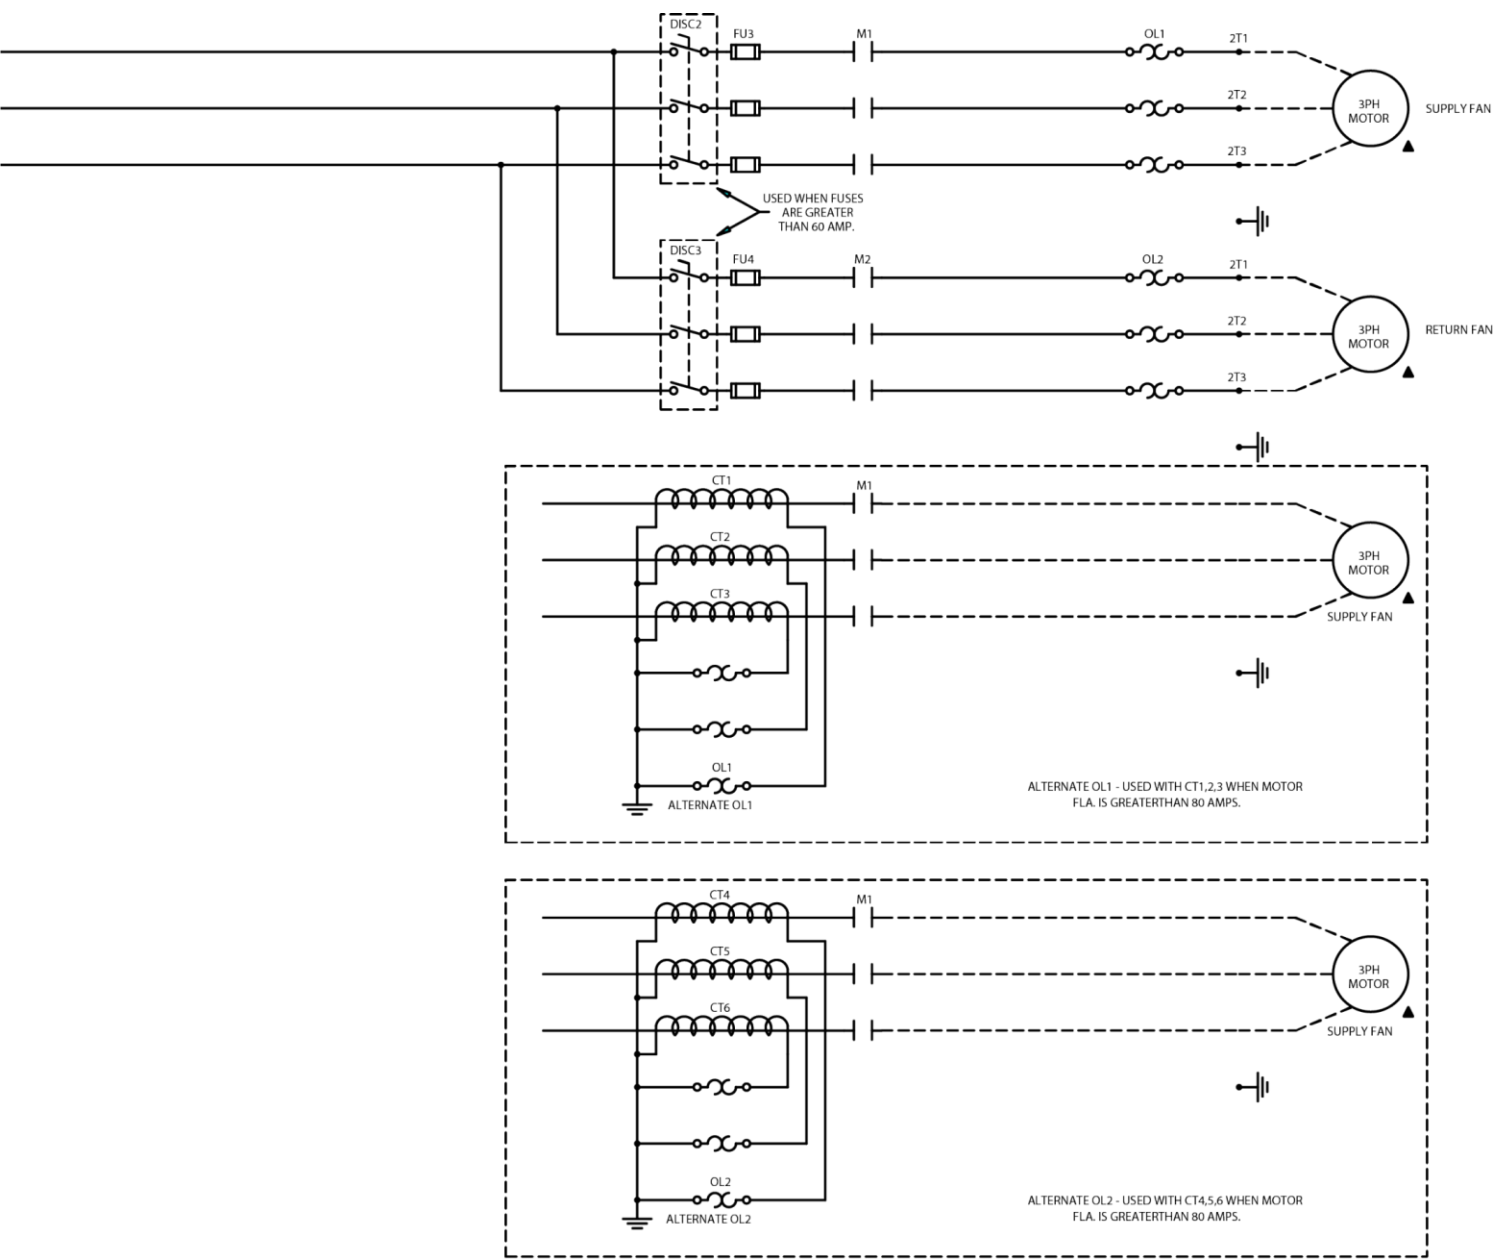 DISC2
FU3
M1
OL1
2T1
2T2
3PH
MOTOR
SUPPLY FAN
2T3
USED WHEN FUSES
ARE GREATER
THAN 60 AMP.
DISC3
FU4
M2
OL2
2T1
2T2
3PH
MOTOR
RETURN FAN
2T3
CT1
M1
CT2
3PH
MOTOR
CT3
SUPPLY FAN
OL1
ALTERNATE OL1
ALTERNATE OL1 - USED WITH CT1,2,3 WHEN MOTOR
FLA. IS GREATERTHAN 80 AMPS.
CT4
M1
CT5
3PH
MOTOR
CT6
SUPPLY FAN
OL2
ALTERNATE OL2
ALTERNATE OL2 - USED WITH CT4,5,6 WHEN MOTOR
FLA. IS GREATERTHAN 80 AMPS.